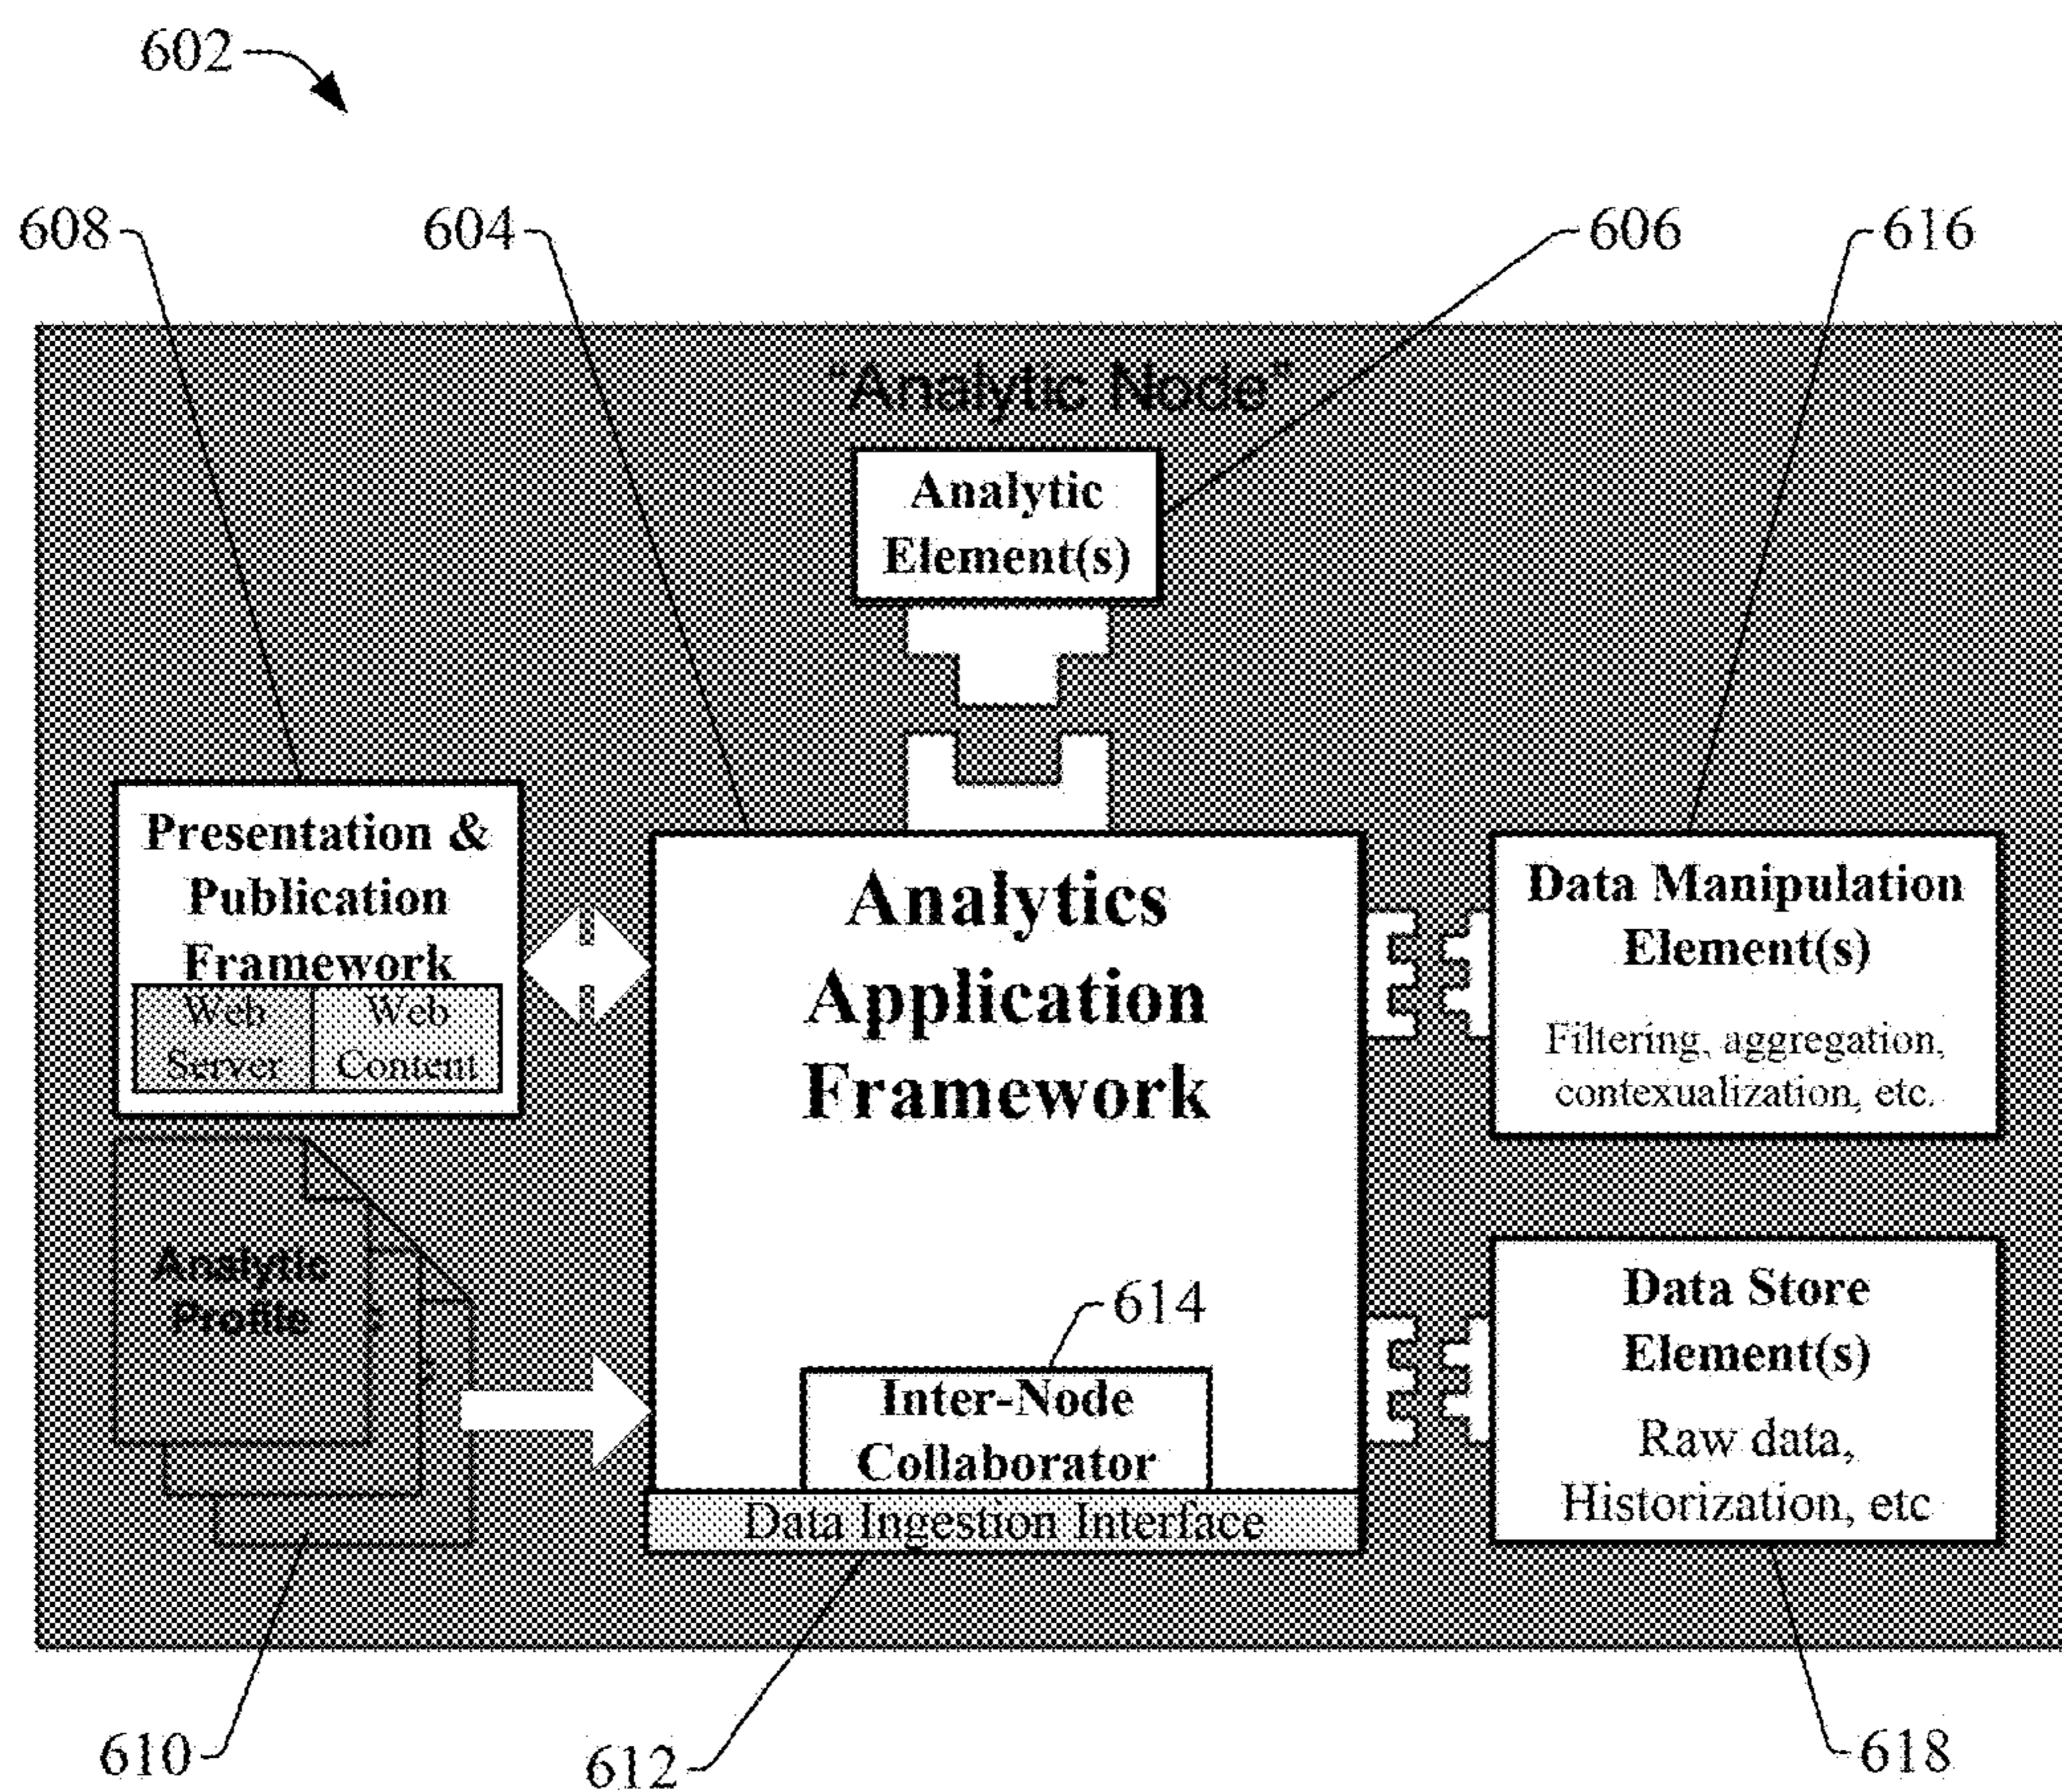 602
608
604
606
616
"Analytic Node"
Analytic
Element(s)
Presentation &
Publication
Framework
Web
Server
Web
Content
Analytics
Application
Framework
Data Manipulation
Element(s)
Filtering, aggregation,
contexualization, etc.
Analytic
Profile
614
Inter-Node
Collaborator
Data Ingestion Interface
Data Store
Element(s)
Raw data,
Historization, etc
610
612
618